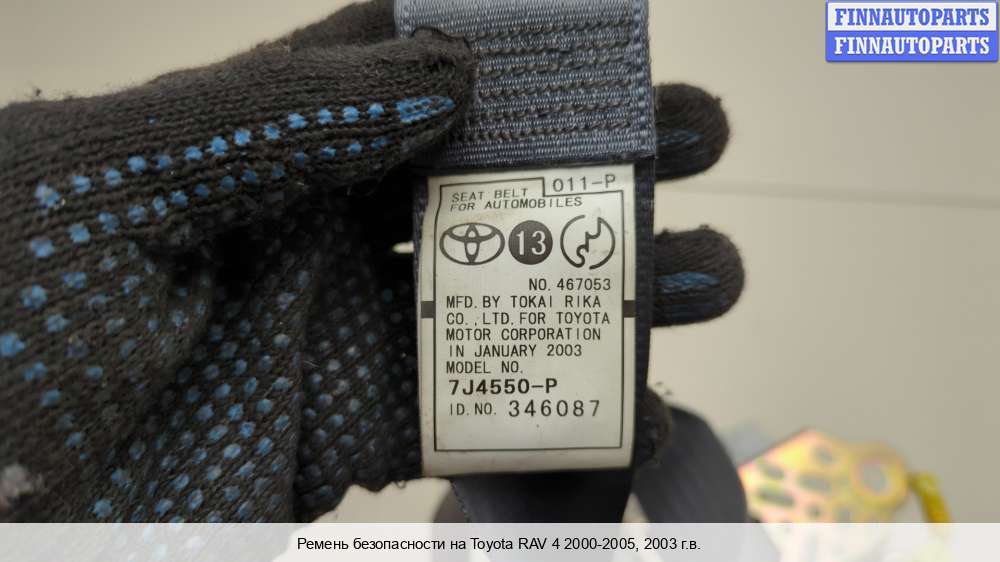 FINNAUTOPARTS
FINNAUTOPARTS
SEAT BELT 011-P
FOR AUTOMOBILES
13
NO. 467053
MFD. BY TOKAI RIKA
CO., LTD. FOR TOYOTA
MOTOR CORPORATION
IN JANUARY 2003
MODEL NO.
7J4550-P
ID. NO. 346087
Ремень безопасности на Toyota RAV 4 2000-2005, 2003 г.в.